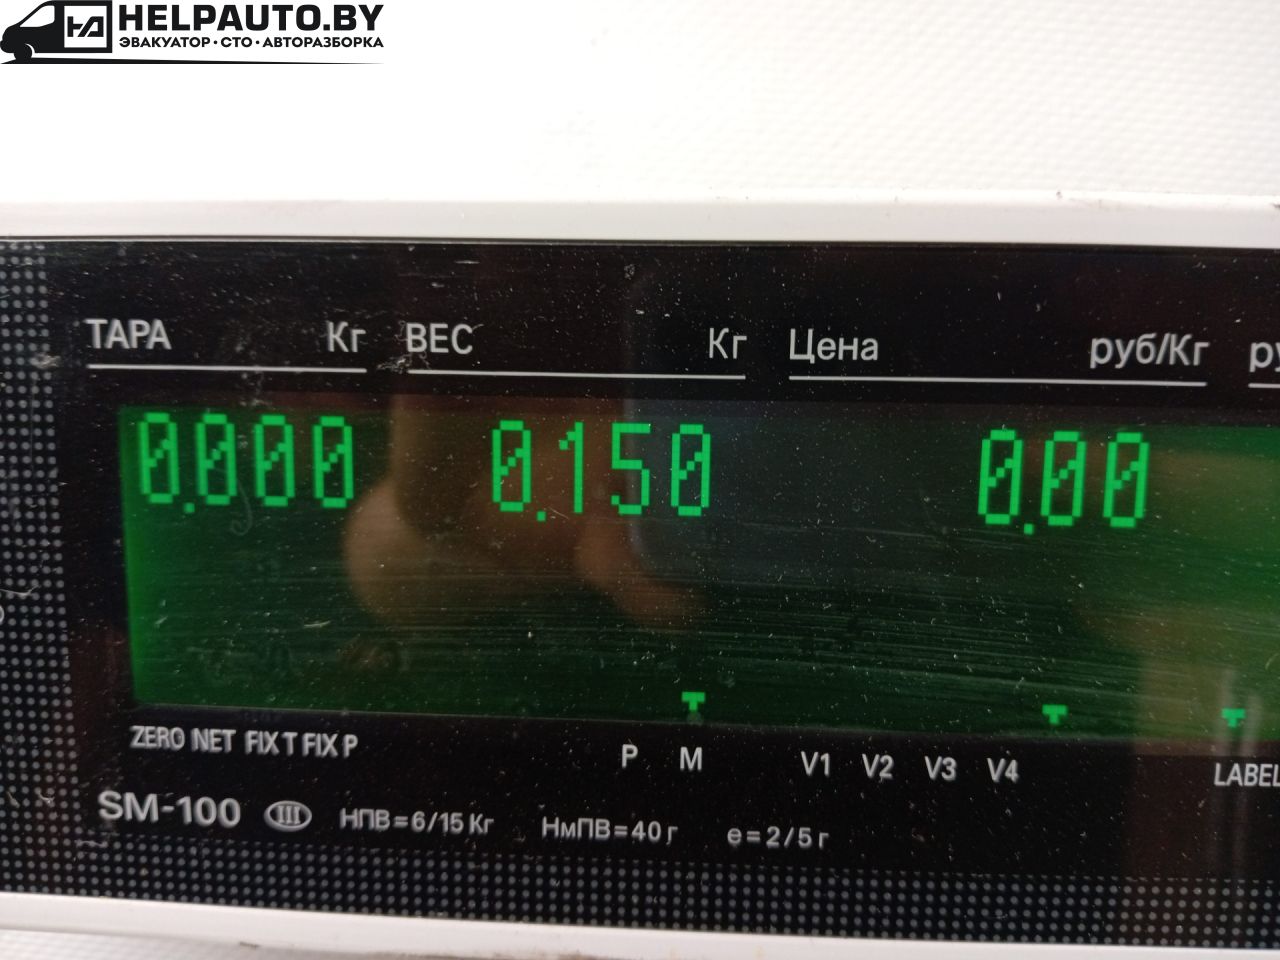 HELPAUTO.BY
ЭВАКУАТОР · СТО · АВТОРАЗБОРКА
ТАРА Кг ВЕС Кг Цена руб/Кг
0.000 0.150 0.00
ZERO NET FIX T FIX P P M V1 V2 V3 V4 LABEL
SM-100 III НПВ=6/15 Кг НмПВ=40 г e=2/5 г